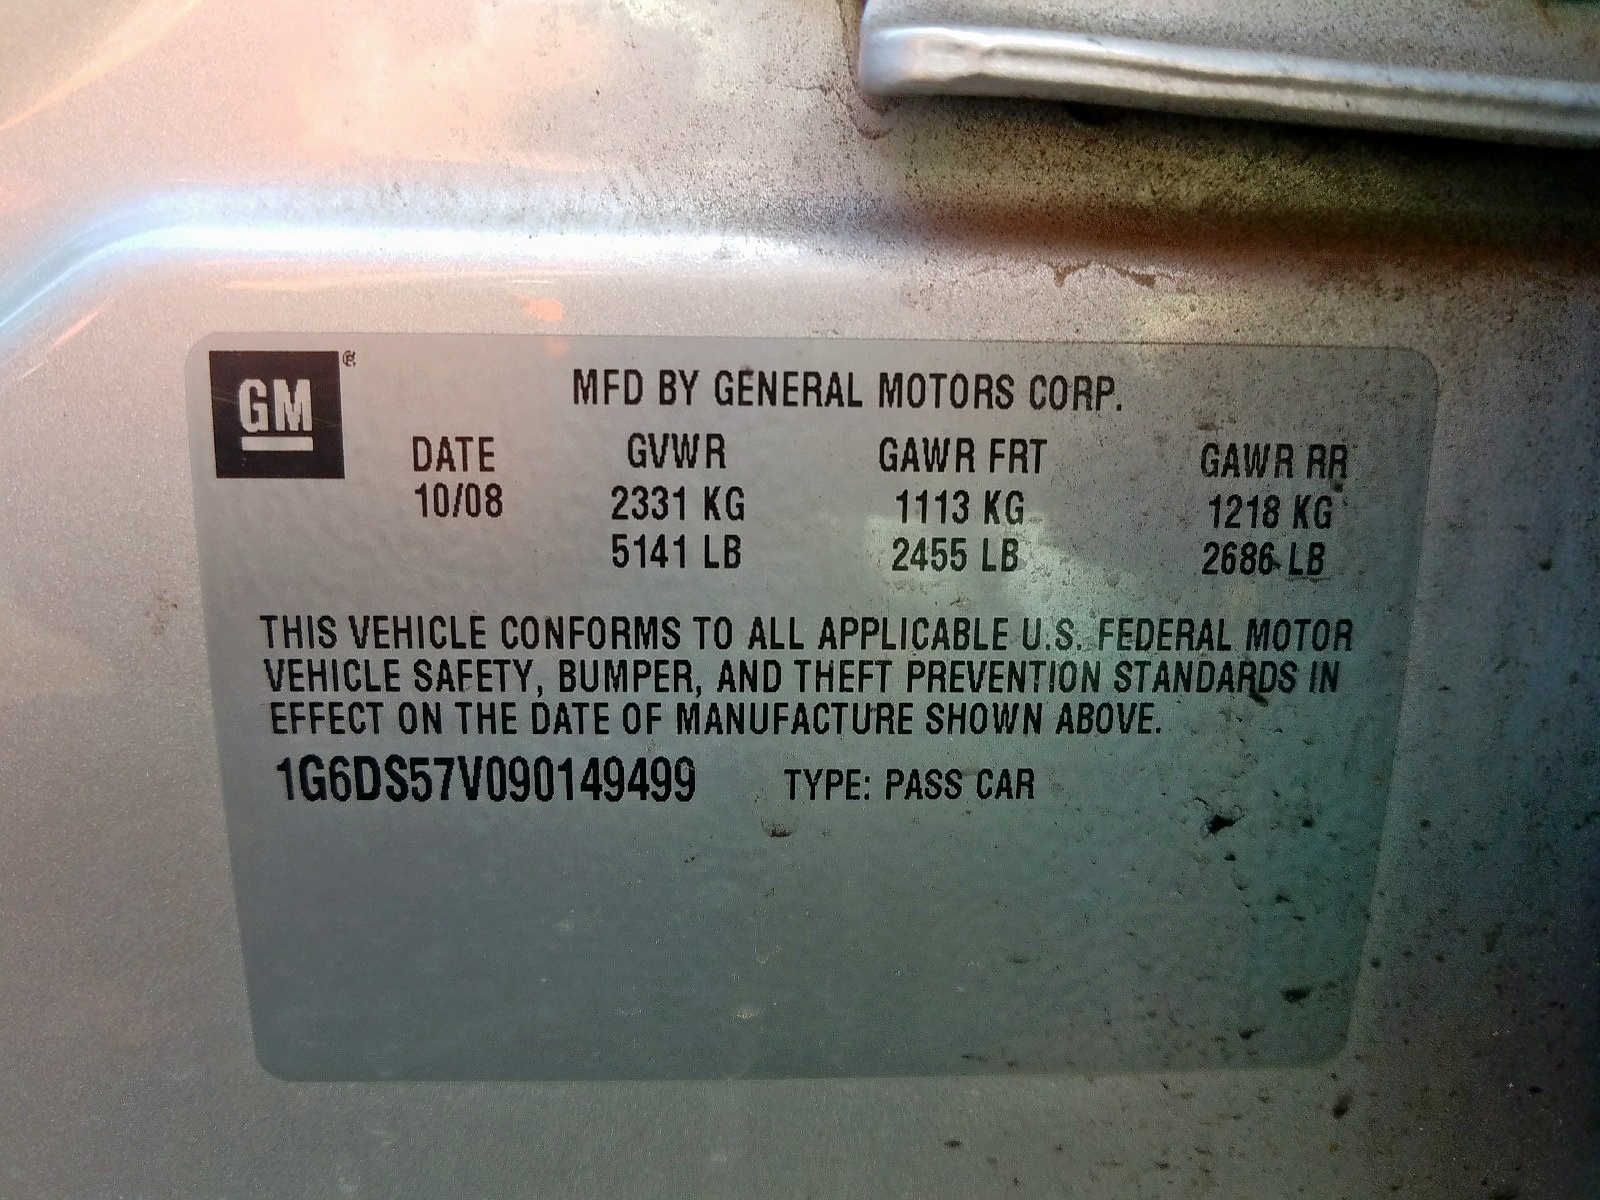 GM ®
MFD BY GENERAL MOTORS CORP.
DATE GVWR GAWR FRT GAWR RR
10/08 2331 KG 1113 KG 1218 KG
5141 LB 2455 LB 2686 LB
THIS VEHICLE CONFORMS TO ALL APPLICABLE U.S. FEDERAL MOTOR
VEHICLE SAFETY, BUMPER, AND THEFT PREVENTION STANDARDS IN
EFFECT ON THE DATE OF MANUFACTURE SHOWN ABOVE.
1G6DS57V090149499 TYPE: PASS CAR